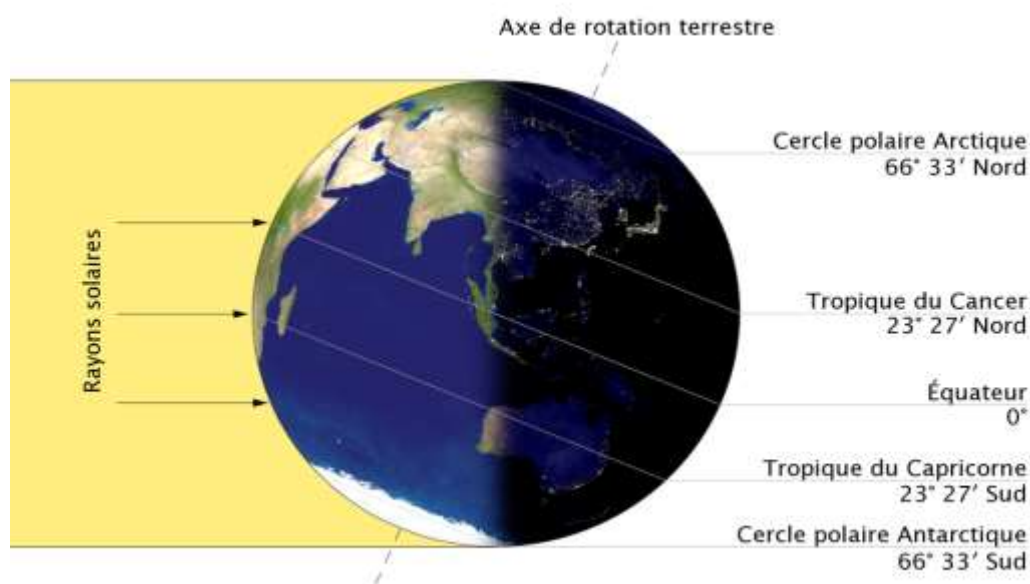 Axe de rotation terrestre
Cercle polaire Arctique
66° 33′ Nord
Rayons solaires
Tropique du Cancer
23° 27′ Nord
Équateur
0°
Tropique du Capricorne
23° 27′ Sud
Cercle polaire Antarctique
66° 33′ Sud